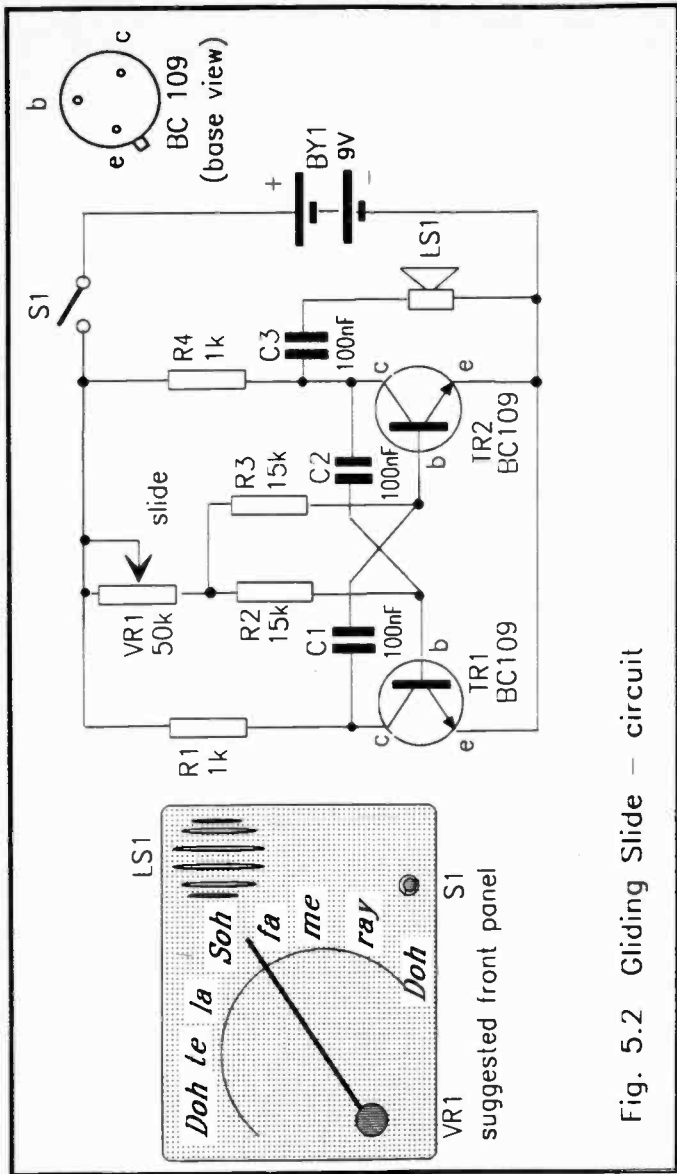 LS1
Doh te la Soh fa me ray Doh
VR1
S1
suggested front panel
R1
1k
VR1
50k
slide
R2
15k
R3
15k
C1
100nF
C2
100nF
R4
1k
C3
100nF
S1
LS1
BY1
9V
+
–
c
b
e
TR1
BC109
c
b
e
TR2
BC109
b
e
c
BC 109
(base view)
Fig. 5.2 Gliding Slide – circuit